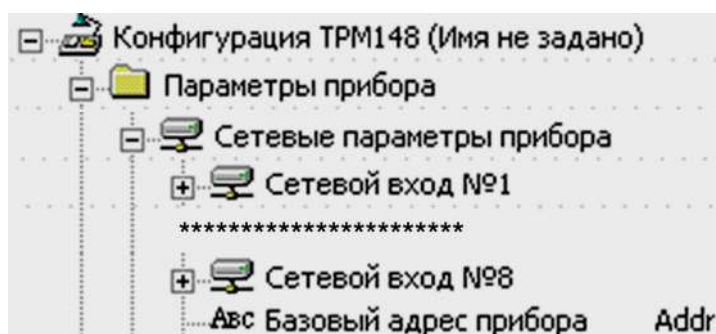 Конфигурация ТРМ148 (Имя не задано)
Параметры прибора
Сетевые параметры прибора
Сетевой вход №1
***********************
Сетевой вход №8
Авс Базовый адрес прибора Addr